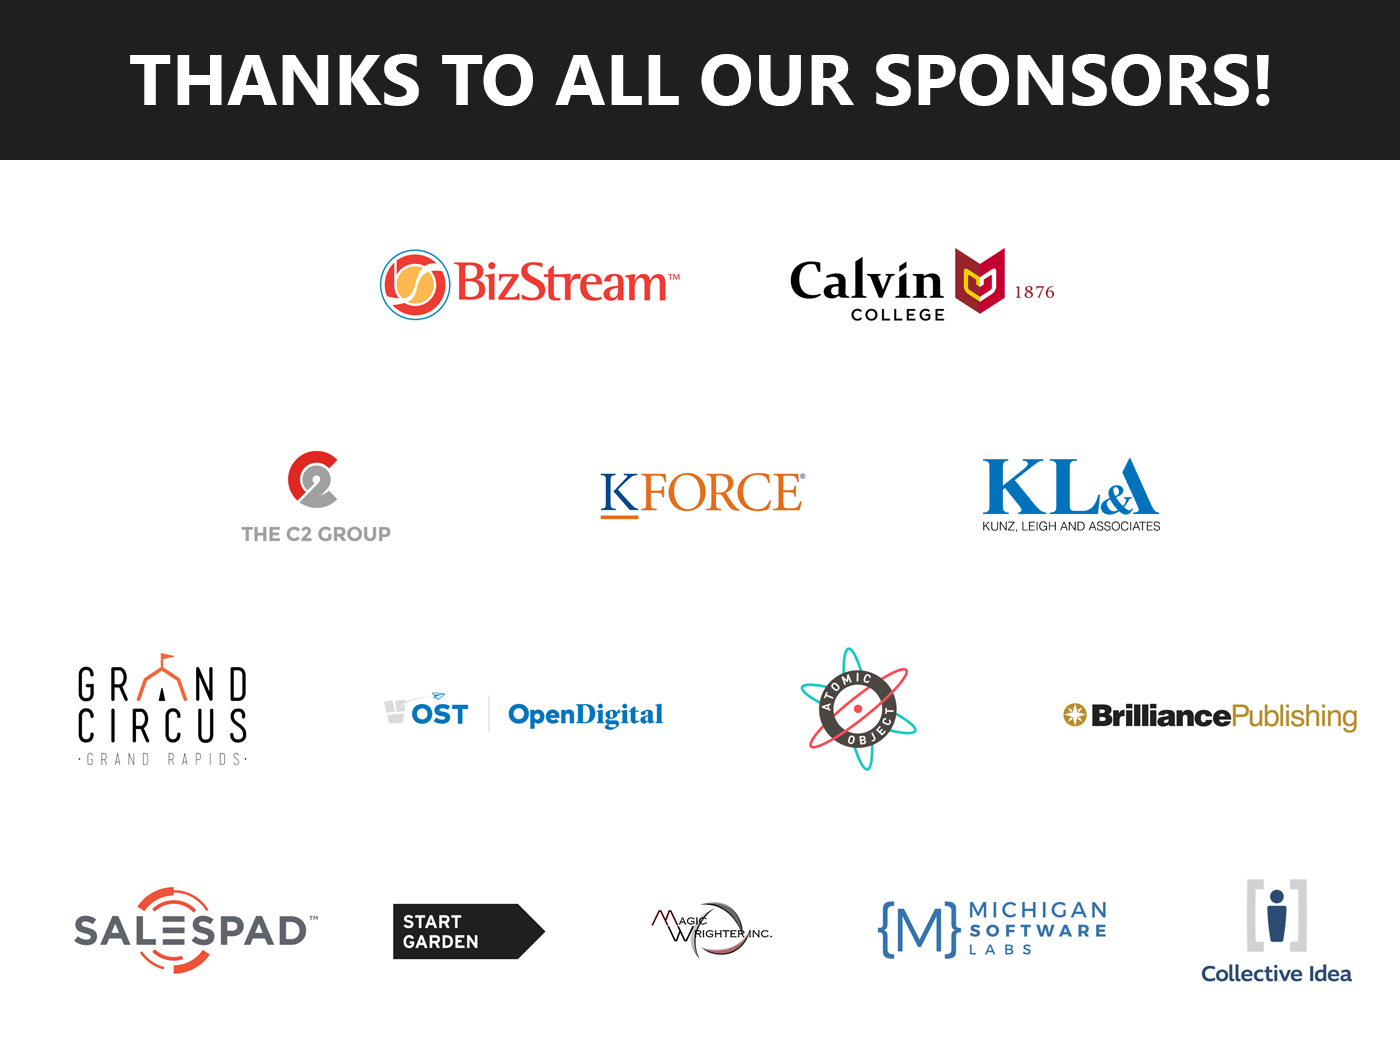 THANKS TO ALL OUR SPONSORS!
BizStream™
Calvin
COLLEGE
1876
C2
THE C2 GROUP
KFORCE®
KL&A
KUNZ, LEIGH AND ASSOCIATES
GRAND
CIRCUS
·GRAND RAPIDS·
OST
OpenDigital
ATOMIC
OBJECT
BrilliancePublishing
SALESPAD™
START
GARDEN
MAGIC
WRIGHTER, INC.
{M}
MICHIGAN
SOFTWARE
LABS
[i]
Collective Idea